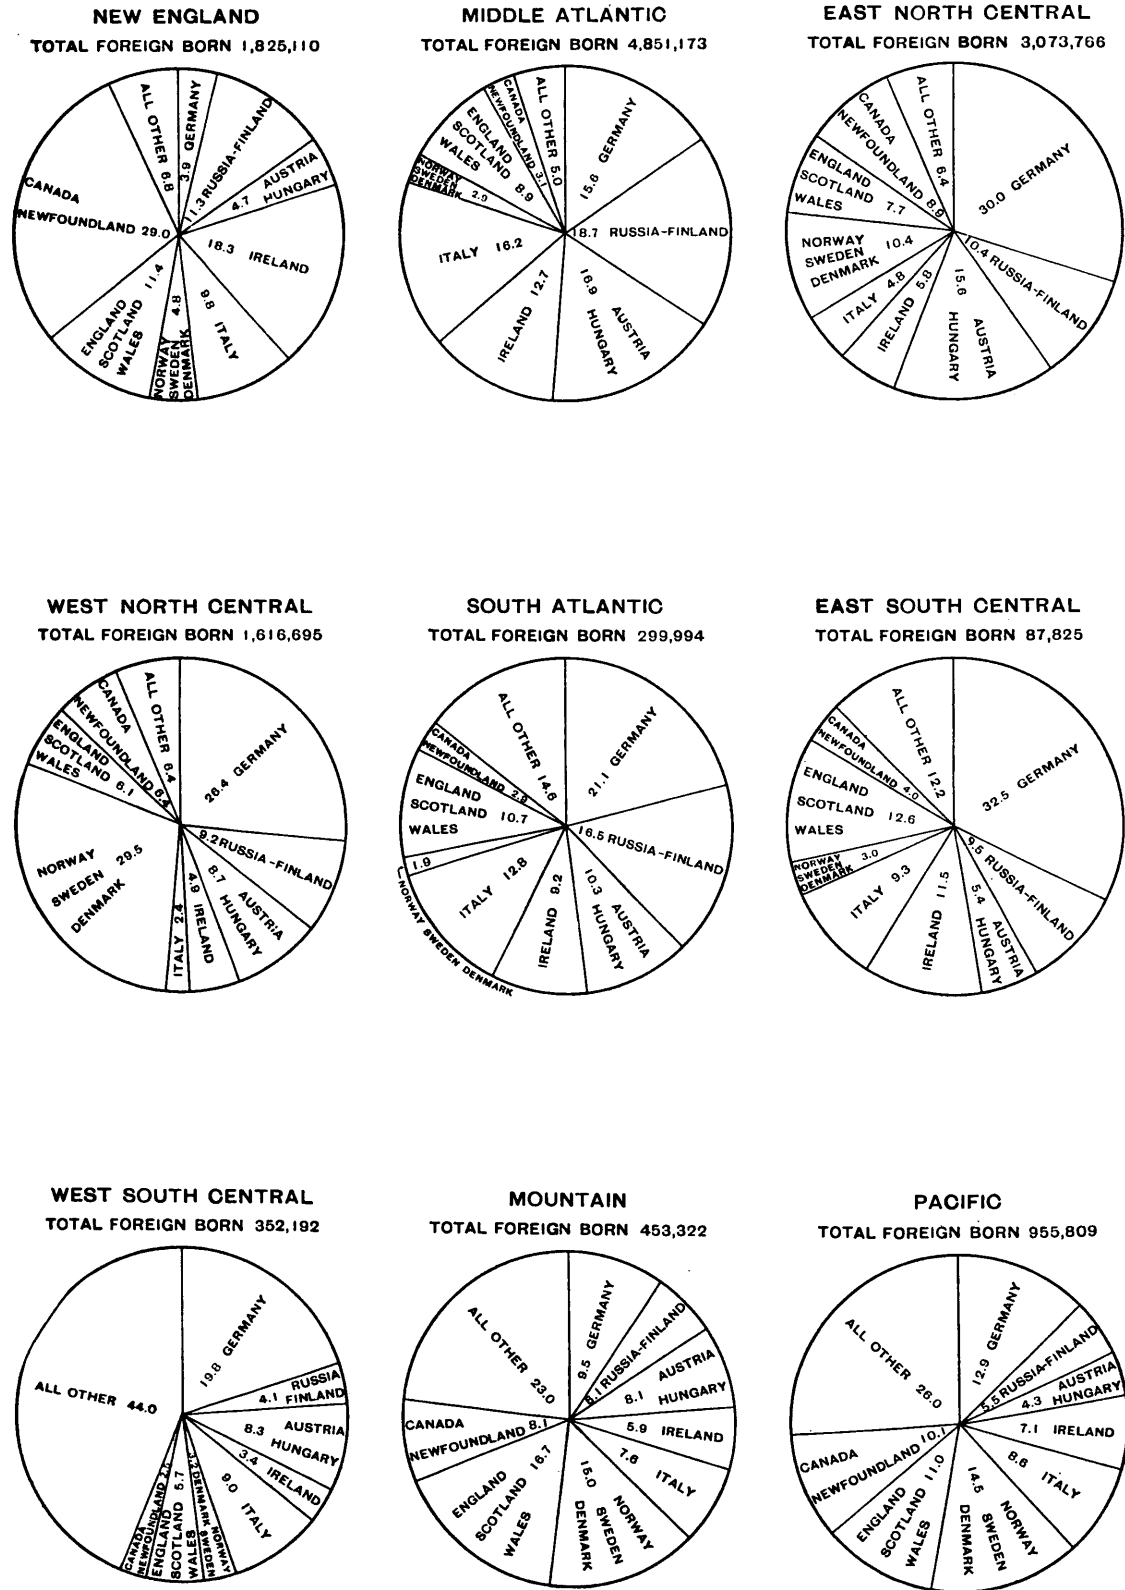 NEW ENGLAND
TOTAL FOREIGN BORN 1,825,110
ALL OTHER 6.8
3.9 GERMANY
11.3 RUSSIA-FINLAND
4.7 AUSTRIA
HUNGARY
18.3 IRELAND
9.8 ITALY
4.8
NORWAY
SWEDEN
DENMARK
11.4
ENGLAND
SCOTLAND
WALES
CANADA
NEWFOUNDLAND 29.0
MIDDLE ATLANTIC
TOTAL FOREIGN BORN 4,851,173
15.6 GERMANY
18.7 RUSSIA-FINLAND
16.9 AUSTRIA
HUNGARY
IRELAND 12.7
ITALY 16.2
NORWAY
SWEDEN 2.9
DENMARK
ENGLAND
SCOTLAND 8.9
WALES
CANADA
NEWFOUNDLAND 3.1
ALL OTHER 5.0
EAST NORTH CENTRAL
TOTAL FOREIGN BORN 3,073,766
30.0 GERMANY
10.4 RUSSIA-FINLAND
15.6 AUSTRIA
HUNGARY
IRELAND 5.8
ITALY 4.8
NORWAY 10.4
SWEDEN
DENMARK
ENGLAND
SCOTLAND 7.7
WALES
CANADA
NEWFOUNDLAND 8.9
ALL OTHER 6.4
WEST NORTH CENTRAL
TOTAL FOREIGN BORN 1,616,695
26.4 GERMANY
9.2 RUSSIA-FINLAND
8.7 AUSTRIA
HUNGARY
4.9 IRELAND
ITALY 2.4
NORWAY 29.5
SWEDEN
DENMARK
ENGLAND
SCOTLAND 6.1
WALES
CANADA
NEWFOUNDLAND 6.4
ALL OTHER 6.4
SOUTH ATLANTIC
TOTAL FOREIGN BORN 299,994
21.1 GERMANY
16.5 RUSSIA-FINLAND
10.3 AUSTRIA
HUNGARY
IRELAND 9.2
ITALY 12.8
1.9
NORWAY SWEDEN DENMARK
ENGLAND
SCOTLAND 10.7
WALES
CANADA
NEWFOUNDLAND 2.9
ALL OTHER 14.6
EAST SOUTH CENTRAL
TOTAL FOREIGN BORN 87,825
32.5 GERMANY
9.5 RUSSIA-FINLAND
5.4 AUSTRIA
HUNGARY
IRELAND 11.5
ITALY 9.3
NORWAY
SWEDEN 3.0
DENMARK
ENGLAND
SCOTLAND 12.6
WALES
CANADA
NEWFOUNDLAND 4.0
ALL OTHER 12.2
WEST SOUTH CENTRAL
TOTAL FOREIGN BORN 352,192
19.8 GERMANY
RUSSIA
4.1 FINLAND
8.3 AUSTRIA
HUNGARY
3.4 IRELAND
9.0 ITALY
NORWAY
DENMARK SWEDEN
ENGLAND
SCOTLAND 5.7
WALES
CANADA
NEWFOUNDLAND
ALL OTHER 44.0
MOUNTAIN
TOTAL FOREIGN BORN 453,322
9.5 GERMANY
8.1 RUSSIA-FINLAND
8.1 AUSTRIA
HUNGARY
5.9 IRELAND
7.6 ITALY
15.0 NORWAY
SWEDEN
DENMARK
ENGLAND
SCOTLAND 16.7
WALES
CANADA
NEWFOUNDLAND 8.1
ALL OTHER 23.0
PACIFIC
TOTAL FOREIGN BORN 955,809
12.9 GERMANY
5.5 RUSSIA-FINLAND
4.3 AUSTRIA
HUNGARY
7.1 IRELAND
8.6 ITALY
14.5 NORWAY
SWEDEN
DENMARK
ENGLAND
SCOTLAND 11.0
WALES
CANADA
NEWFOUNDLAND 10.1
ALL OTHER 26.0